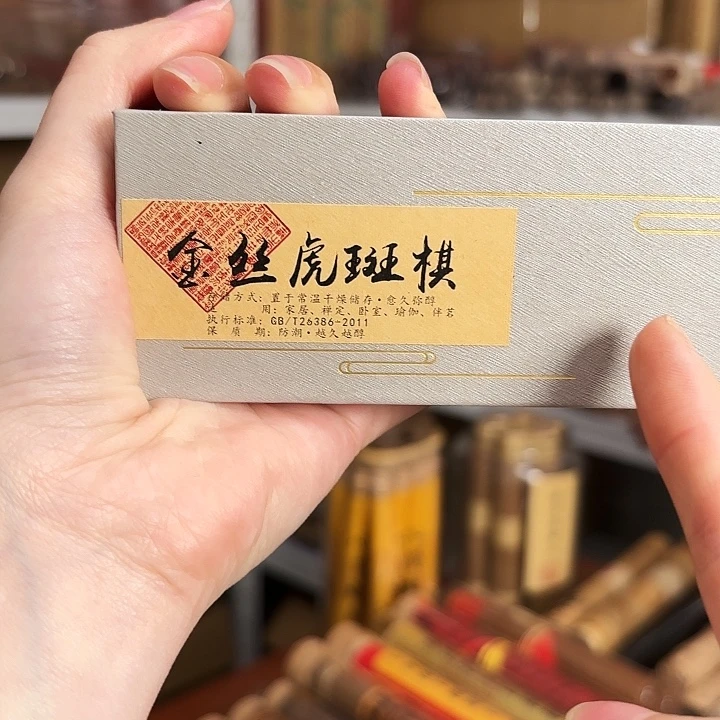 金丝虎斑棋
储方式：置于常温干燥储存·愈久弥醇
用：家居、禅定、卧室、瑜伽、伴茗
执行标准：GB/T26386-2011
保 质 期：防潮·越久越醇